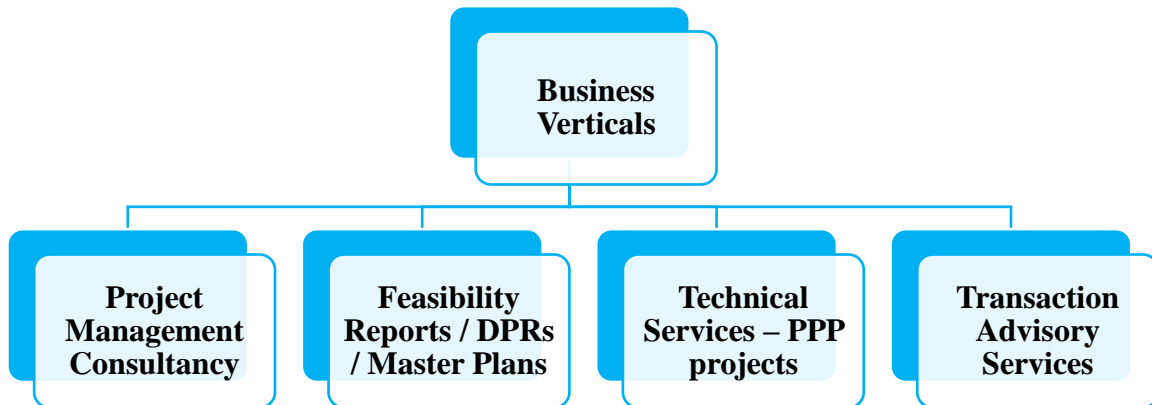 Business
Verticals
Project
Management
Consultancy
Feasibility
Reports / DPRs
/ Master Plans
Technical
Services – PPP
projects
Transaction
Advisory
Services